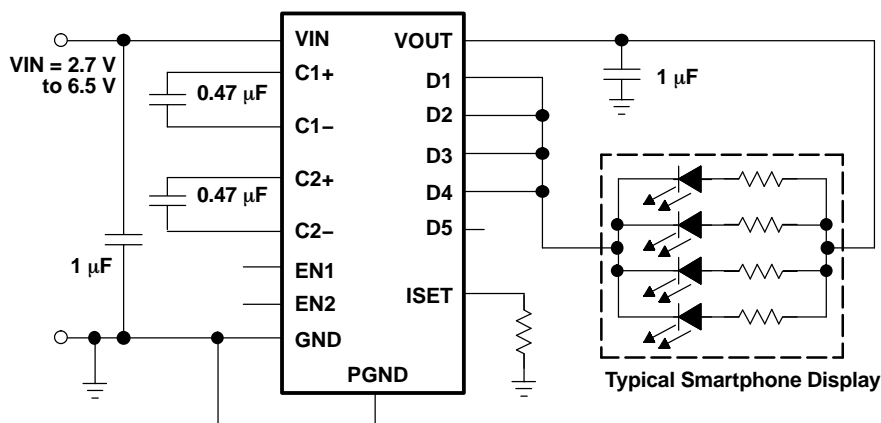 VIN
VOUT
VIN = 2.7 V
to 6.5 V
C1+
0.47 μF
C1−
C2+
0.47 μF
C2−
1 μF
EN1
EN2
GND
PGND
D1
D2
D3
D4
D5
ISET
1 μF
Typical Smartphone Display